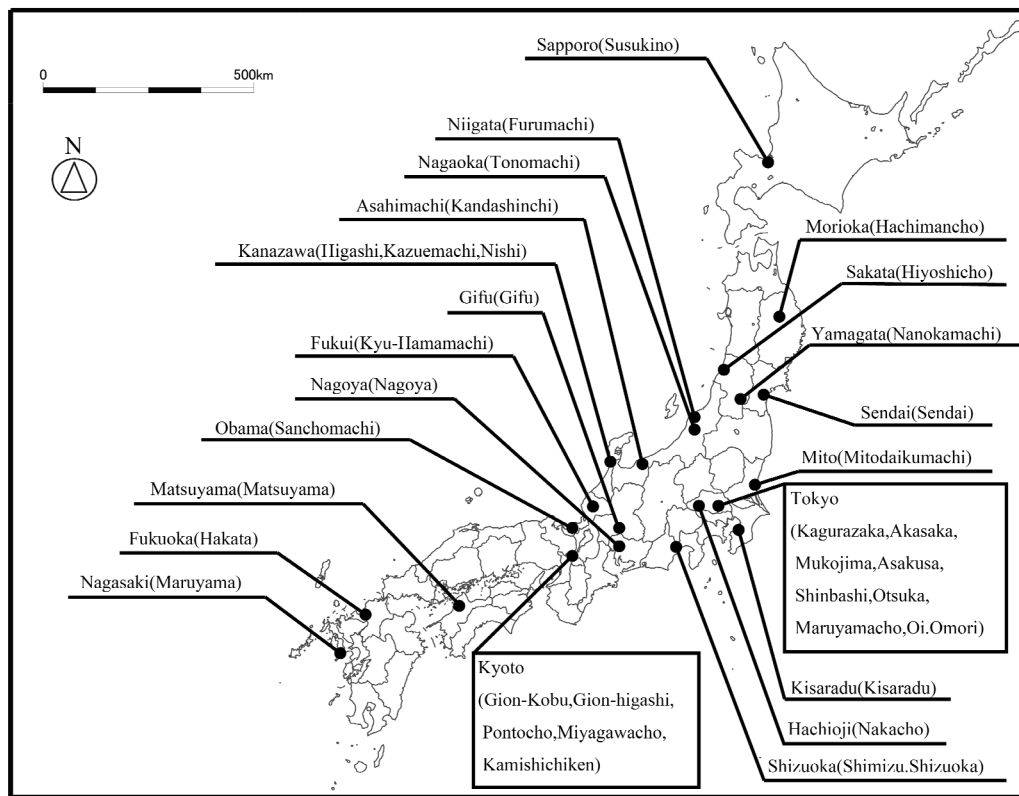 Sapporo(Susukino)
0 500km
Niigata(Furumachi)
N
Nagaoka(Tonomachi)
Asahimachi(Kandashinchi)
Morioka(Hachimancho)
Kanazawa(Higashi,Kazuemachi,Nishi)
Sakata(Hiyoshicho)
Gifu(Gifu)
Yamagata(Nanokamachi)
Fukui(Kyu-Hamamachi)
Nagoya(Nagoya)
Sendai(Sendai)
Obama(Sanchomachi)
Mito(Mitodaikumachi)
Matsuyama(Matsuyama)
Tokyo
(Kagurazaka,Akasaka,
Mukojima,Asakusa,
Shinbashi,Otsuka,
Maruyamacho,Oi.Omori)
Fukuoka(Hakata)
Nagasaki(Maruyama)
Kyoto
(Gion-Kobu,Gion-higashi,
Pontocho,Miyagawacho,
Kamishichiken)
Kisaradu(Kisaradu)
Hachioji(Nakacho)
Shizuoka(Shimizu.Shizuoka)